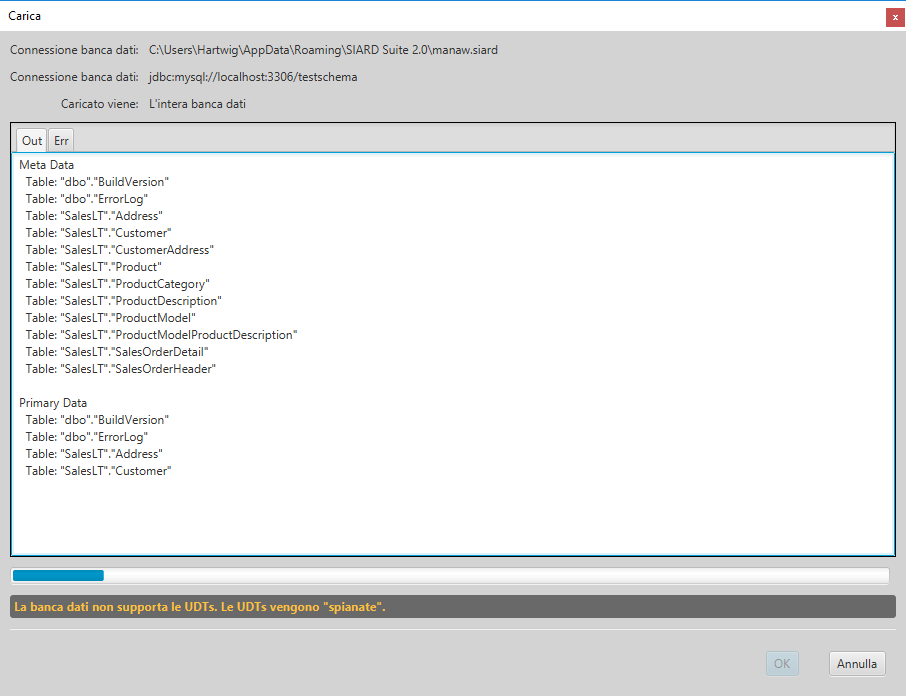 Carica
x
Connessione banca dati: C:\Users\Hartwig\AppData\Roaming\SIARD Suite 2.0\manaw.siard
Connessione banca dati: jdbc:mysql://localhost:3306/testschema
Caricato viene: L'intera banca dati
Out Err
Meta Data
Table: "dbo"."BuildVersion"
Table: "dbo"."ErrorLog"
Table: "SalesLT"."Address"
Table: "SalesLT"."Customer"
Table: "SalesLT"."CustomerAddress"
Table: "SalesLT"."Product"
Table: "SalesLT"."ProductCategory"
Table: "SalesLT"."ProductDescription"
Table: "SalesLT"."ProductModel"
Table: "SalesLT"."ProductModelProductDescription"
Table: "SalesLT"."SalesOrderDetail"
Table: "SalesLT"."SalesOrderHeader"
Primary Data
Table: "dbo"."BuildVersion"
Table: "dbo"."ErrorLog"
Table: "SalesLT"."Address"
Table: "SalesLT"."Customer"
La banca dati non supporta le UDTs. Le UDTs vengono "spianate".
OK Annulla